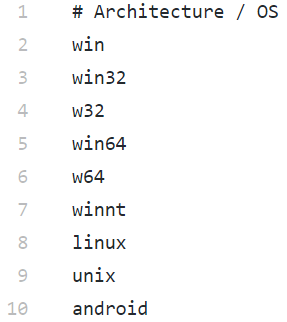 1 # Architecture / OS
2 win
3 win32
4 w32
5 win64
6 w64
7 winnt
8 linux
9 unix
10 android